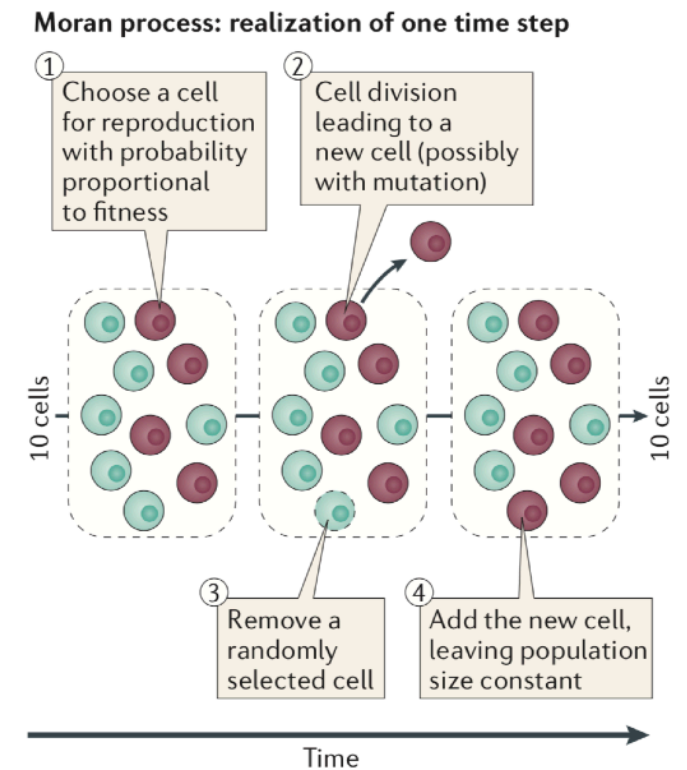 Moran process: realization of one time step
1
Choose a cell
for reproduction
with probability
proportional
to fitness
2
Cell division
leading to a
new cell (possibly
with mutation)
10 cells
10 cells
3
Remove a
randomly
selected cell
4
Add the new cell,
leaving population
size constant
Time